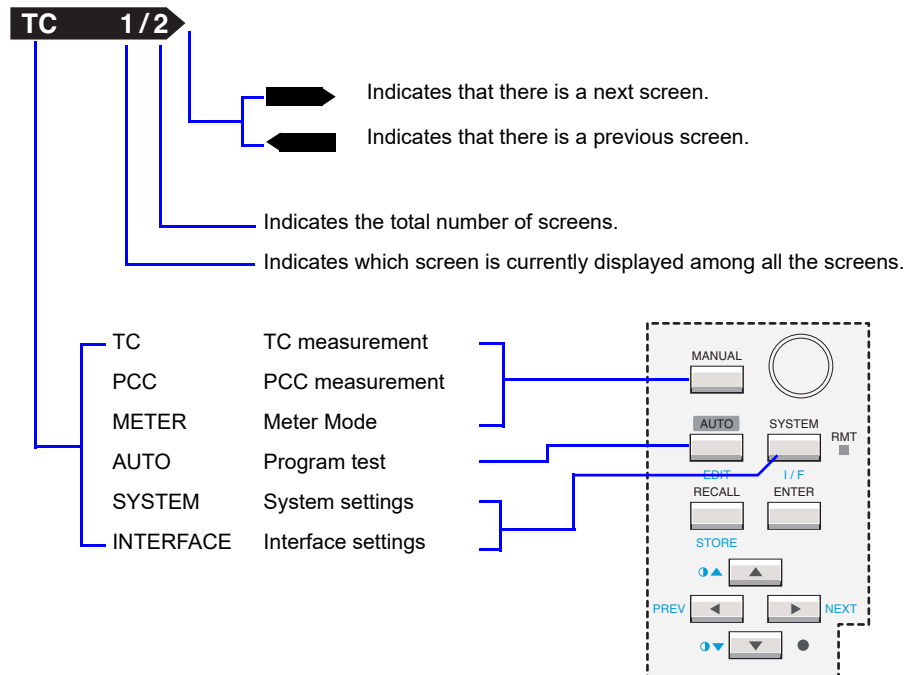 TC 1/2
Indicates that there is a next screen.
Indicates that there is a previous screen.
Indicates the total number of screens.
Indicates which screen is currently displayed among all the screens.
TC TC measurement
PCC PCC measurement
METER Meter Mode
AUTO Program test
SYSTEM System settings
INTERFACE Interface settings
MANUAL
AUTO SYSTEM
RMT
EDIT I / F
RECALL ENTER
STORE
PREV NEXT